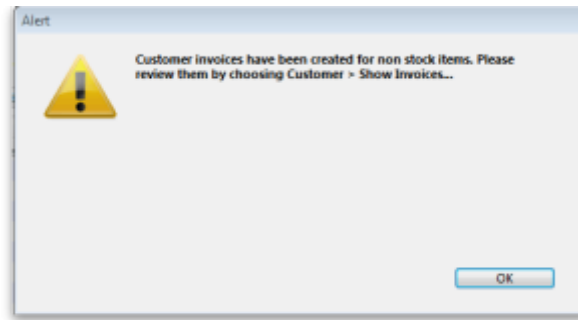 Alert
Customer invoices have been created for non stock items. Please
review them by choosing Customer > Show Invoices...
OK